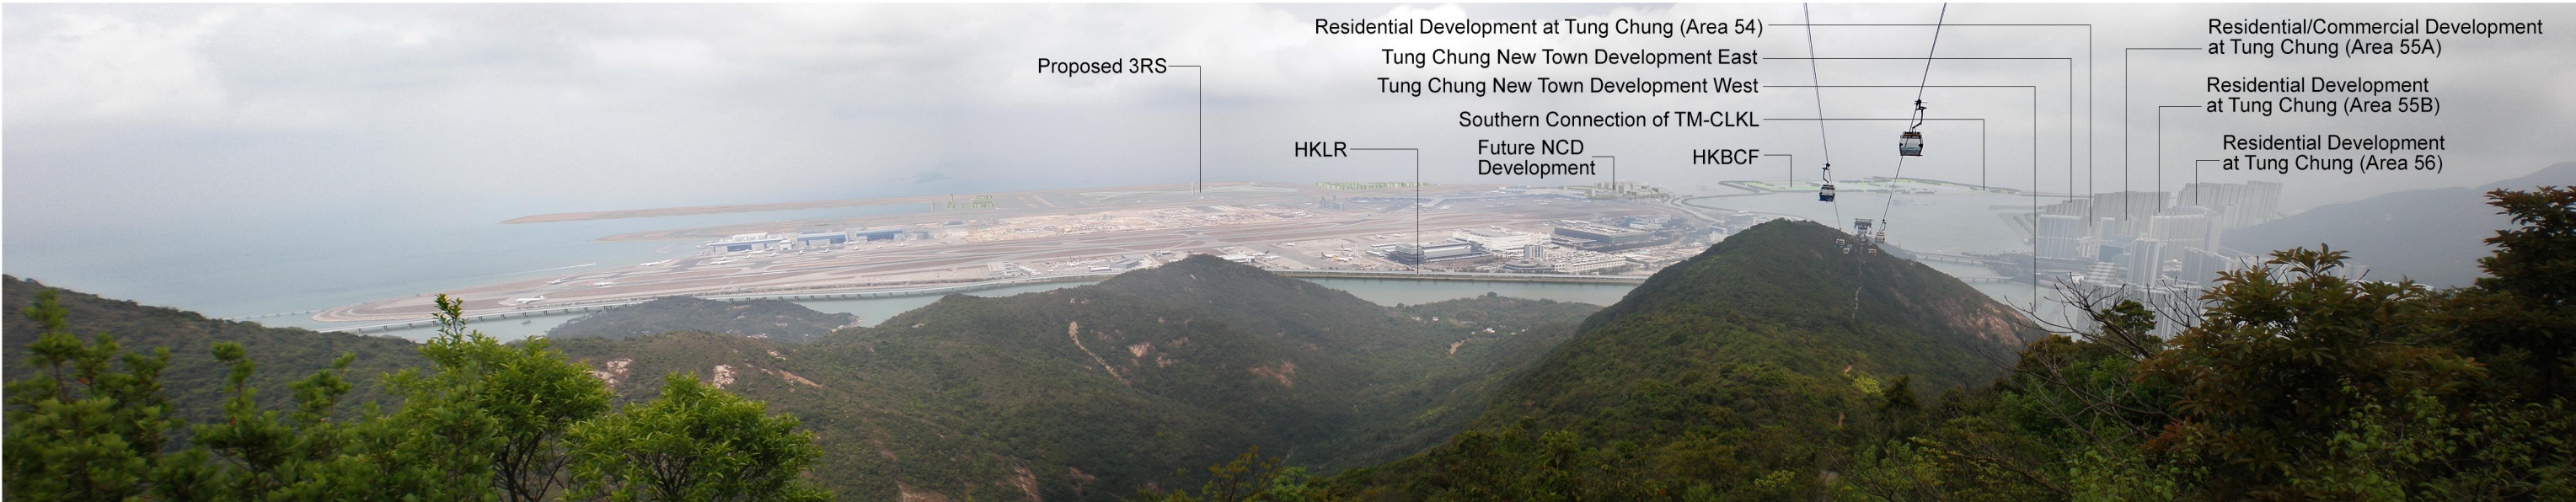 Proposed 3RS
HKLR
Residential Development at Tung Chung (Area 54)
Tung Chung New Town Development East
Tung Chung New Town Development West
Southern Connection of TM-CLKL
Future NCD
Development
HKBCF
Residential/Commercial Development
at Tung Chung (Area 55A)
Residential Development
at Tung Chung (Area 55B)
Residential Development
at Tung Chung (Area 56)